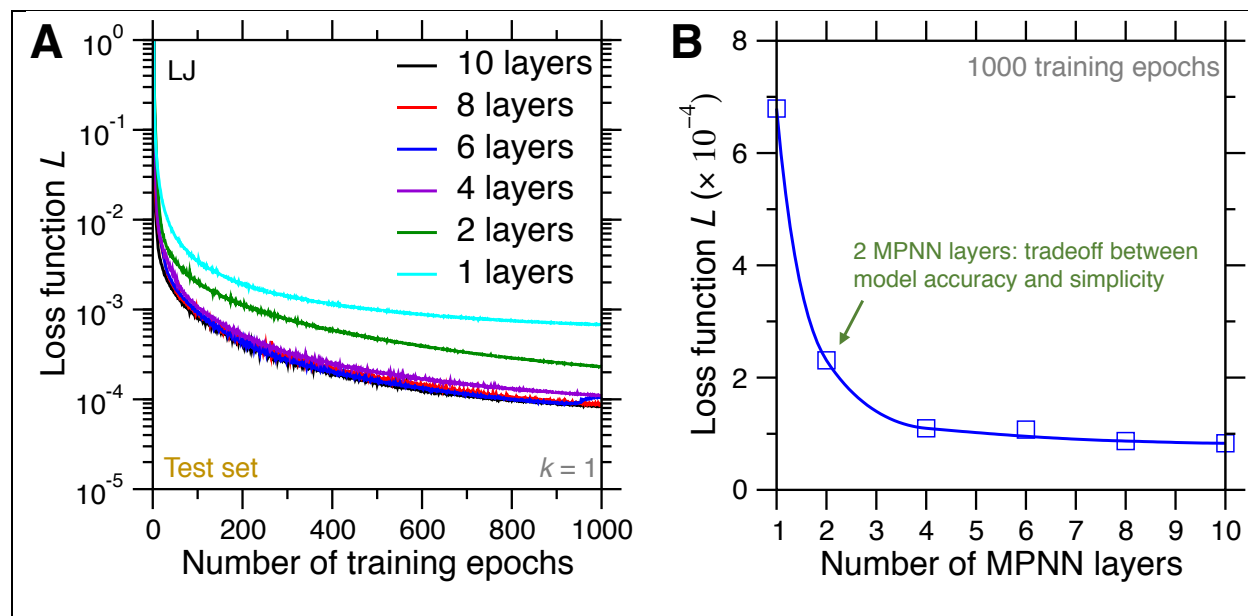 A
10^0
10^-1
10^-2
10^-3
10^-4
10^-5
Loss function L
LJ
10 layers
8 layers
6 layers
4 layers
2 layers
1 layers
Test set
k = 1
0 200 400 600 800 1000
Number of training epochs
B
8
6
4
2
0
Loss function L (× 10^-4)
1000 training epochs
2 MPNN layers: tradeoff between
model accuracy and simplicity
1 2 3 4 5 6 7 8 9 10
Number of MPNN layers